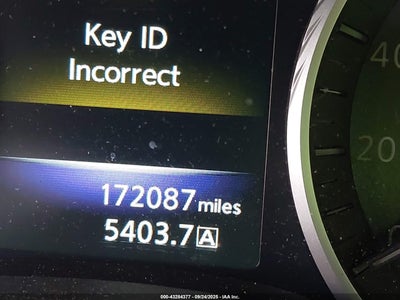 Key ID
Incorrect
40
20
172087 miles
5403.7 A
000-43284377 - 09/24/2025 - IAA Inc.